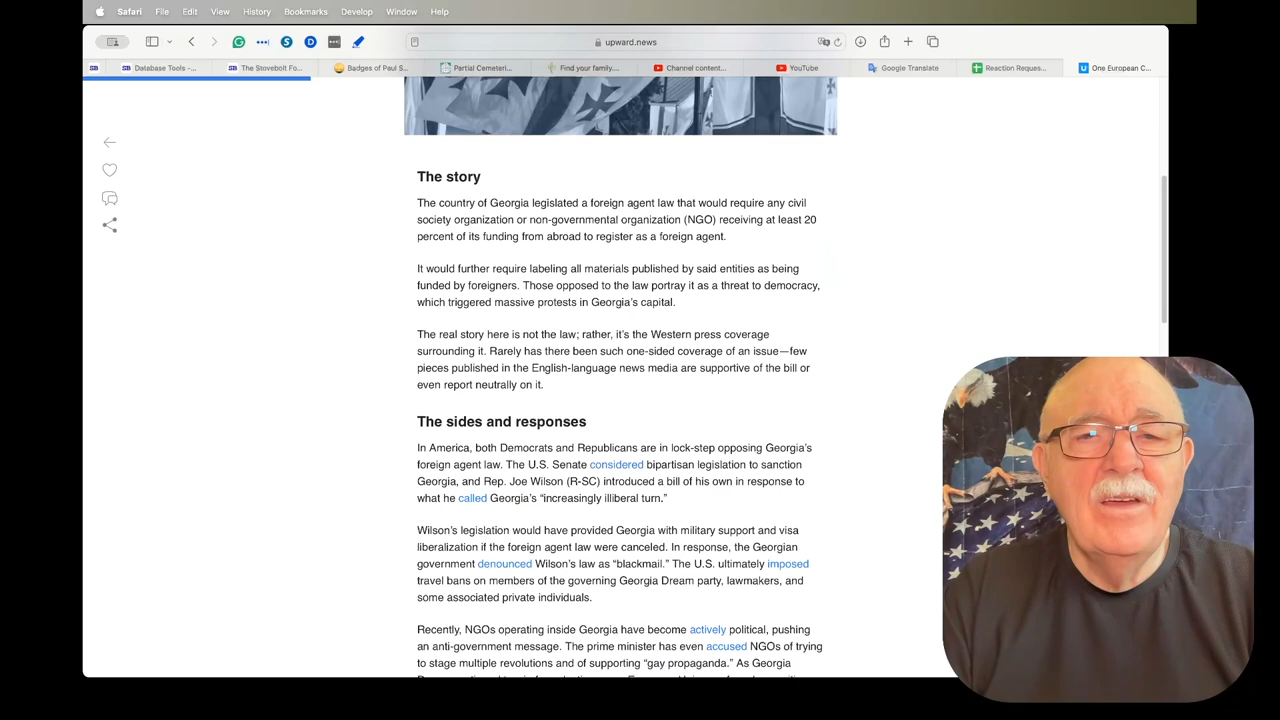 Safari File Edit View History Bookmarks Develop Window Help
upward.news
SB SB Database Tools -... SB The Stovebolt Fo... Badges of Paul S... Partial Cemeteri... Find your family.... Channel content... YouTube Google Translate Reaction Reques... One European C...
The story
The country of Georgia legislated a foreign agent law that would require any civil
society organization or non-governmental organization (NGO) receiving at least 20
percent of its funding from abroad to register as a foreign agent.
It would further require labeling all materials published by said entities as being
funded by foreigners. Those opposed to the law portray it as a threat to democracy,
which triggered massive protests in Georgia’s capital.
The real story here is not the law; rather, it’s the Western press coverage
surrounding it. Rarely has there been such one-sided coverage of an issue—few
pieces published in the English-language news media are supportive of the bill or
even report neutrally on it.
The sides and responses
In America, both Democrats and Republicans are in lock-step opposing Georgia’s
foreign agent law. The U.S. Senate considered bipartisan legislation to sanction
Georgia, and Rep. Joe Wilson (R-SC) introduced a bill of his own in response to
what he called Georgia’s “increasingly illiberal turn.”
Wilson’s legislation would have provided Georgia with military support and visa
liberalization if the foreign agent law were canceled. In response, the Georgian
government denounced Wilson’s law as “blackmail.” The U.S. ultimately imposed
travel bans on members of the governing Georgia Dream party, lawmakers, and
some associated private individuals.
Recently, NGOs operating inside Georgia have become actively political, pushing
an anti-government message. The prime minister has even accused NGOs of trying
to stage multiple revolutions and of supporting “gay propaganda.” As Georgia